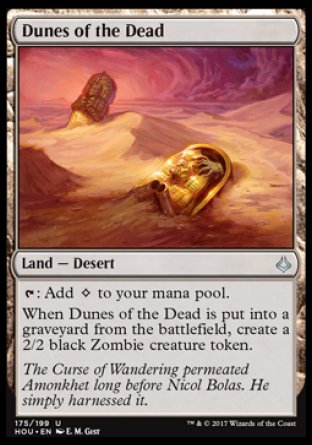 Dunes of the Dead
Land — Desert
: Add to your mana pool.
When Dunes of the Dead is put into a
graveyard from the battlefield, create a
2/2 black Zombie creature token.
The Curse of Wandering permeated
Amonkhet long before Nicol Bolas. He
simply harnessed it.
175/199 U
HOU • EN E. M. Gist
™ & © 2017 Wizards of the Coast